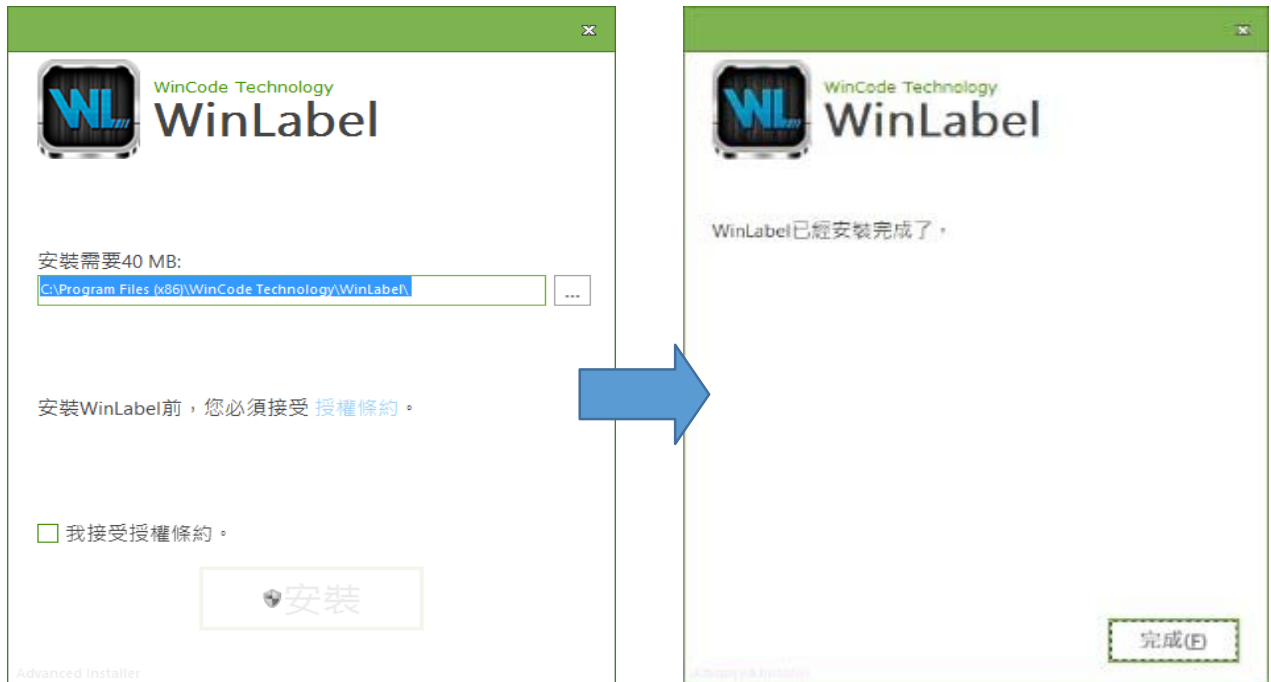 WinCode Technology
WinLabel
安裝需要40 MB:
C:\Program Files (x86)\WinCode Technology\WinLabel\
...
安裝WinLabel前，您必須接受 授權條約。
我接受授權條約。
安裝
Advanced Installer
WinCode Technology
WinLabel
WinLabel已經安裝完成了。
完成(F)
Advanced Installer